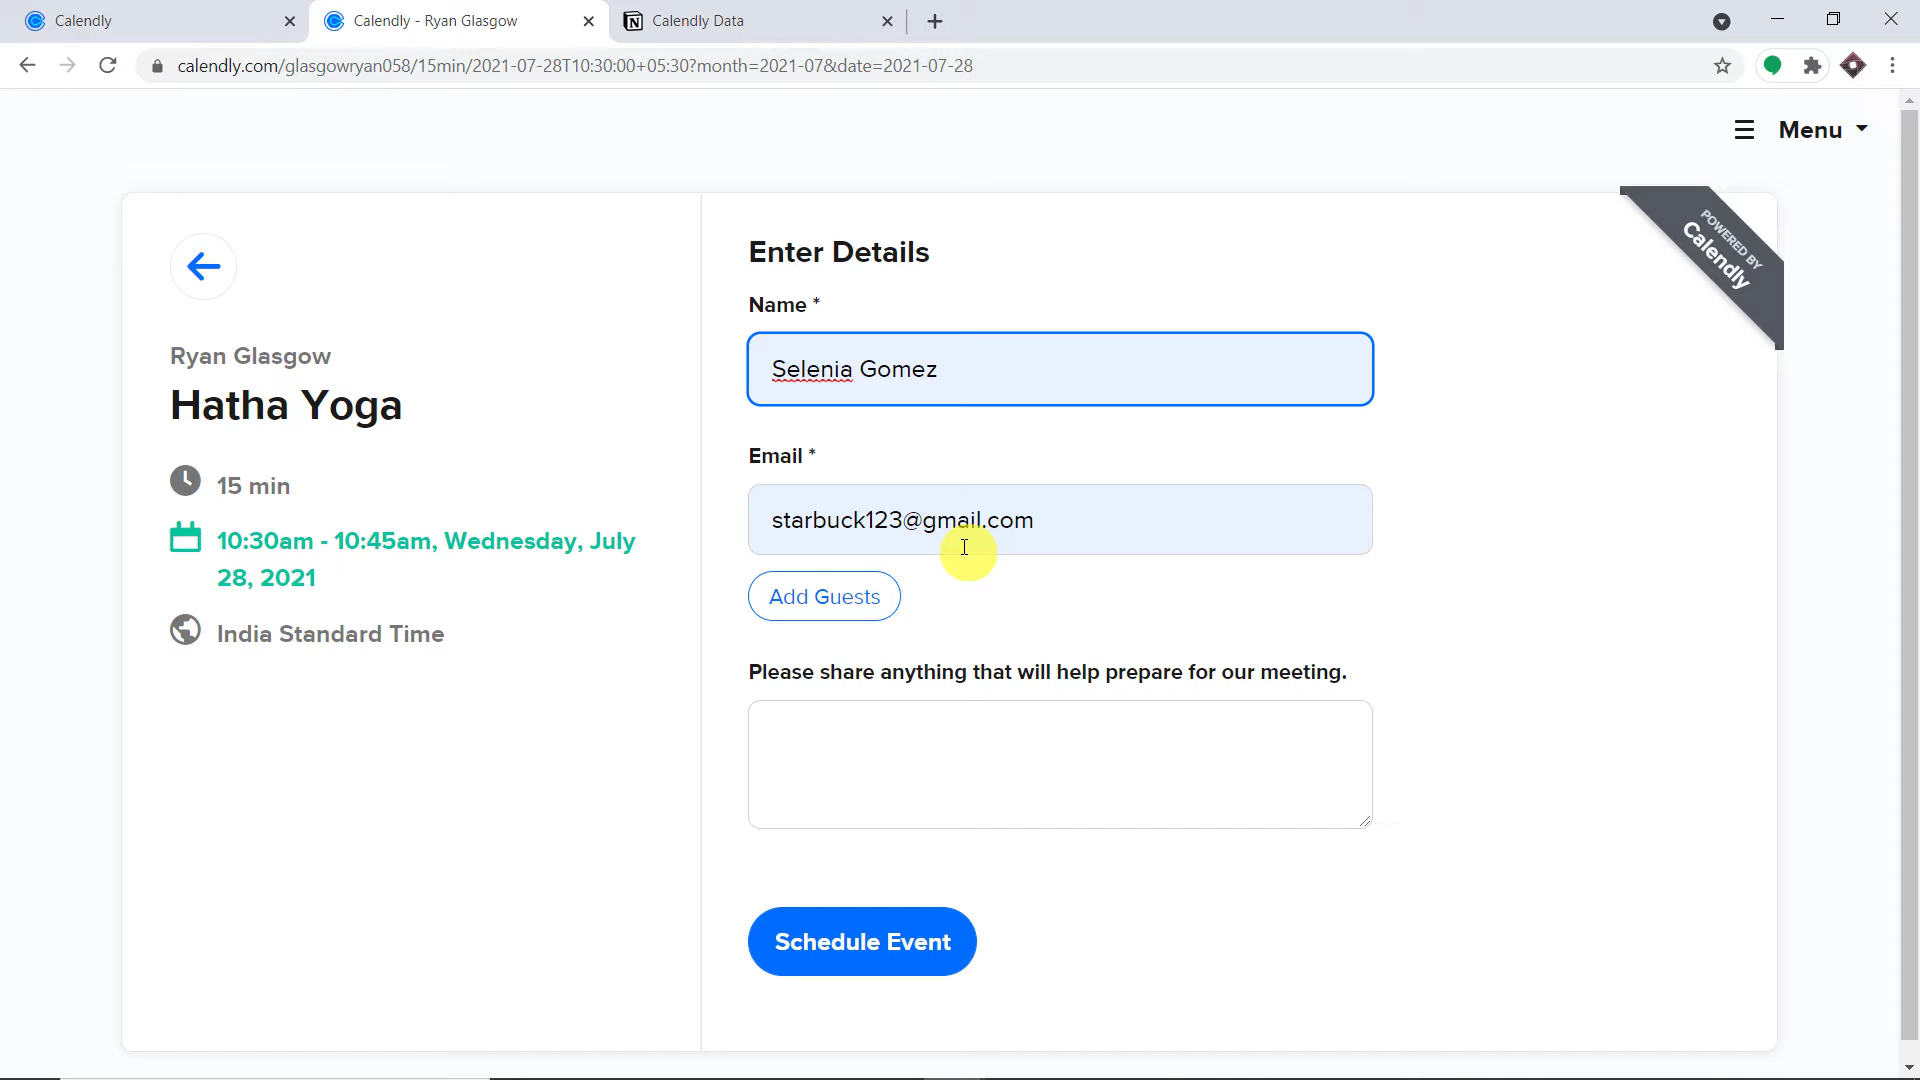 Calendly
Calendly - Ryan Glasgow
Calendly Data
calendly.com/glasgowryan058/15min/2021-07-28T10:30:00+05:30?month=2021-07&date=2021-07-28
Menu
POWERED BY
Calendly
Ryan Glasgow
Hatha Yoga
15 min
10:30am - 10:45am, Wednesday, July
28, 2021
India Standard Time
Enter Details
Name *
Selenia Gomez
Email *
starbuck123@gmail.com
Add Guests
Please share anything that will help prepare for our meeting.
Schedule Event